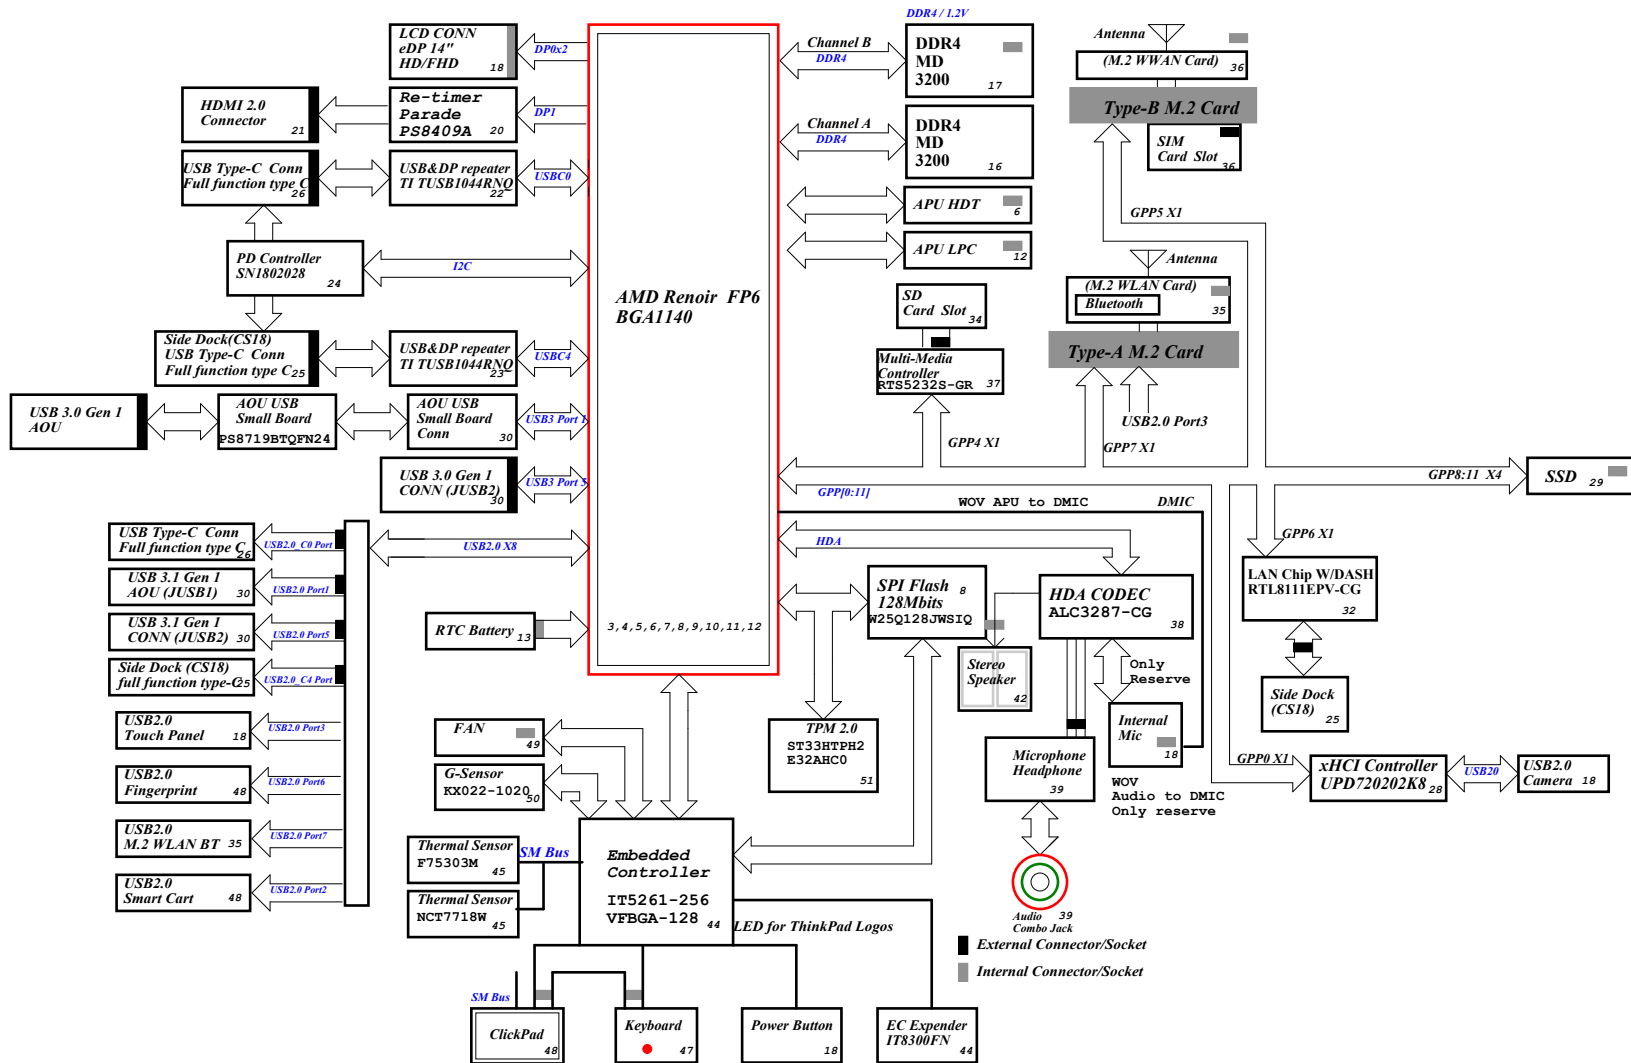 LCD CONN
eDP 14"
HD/FHD
18
DP0x2
HDMI 2.0
Connector
21
Re-timer
Parade
PS8409A
20
DP1
USB Type-C Conn
Full function type C
26
USB&DP repeater
TI TUSB1044RNQ
22
USBC0
PD Controller
SN1802028
24
I2C
Side Dock(CS18)
USB Type-C Conn
Full function type C
25
USB&DP repeater
TI TUSB1044RNQ
23
USBC4
USB 3.0 Gen 1
AOU
AOU USB
Small Board
PS8719BTQFN24
AOU USB
Small Board
Conn
30
USB3 Port 1
USB 3.0 Gen 1
CONN (JUSB2)
30
USB3 Port 5
USB Type-C Conn
Full function type C
26
USB2.0_C0 Port
USB 3.1 Gen 1
AOU (JUSB1)
30
USB2.0 Port1
USB 3.1 Gen 1
CONN (JUSB2)
30
USB2.0 Port5
Side Dock (CS18)
full function type-C
25
USB2.0_C4 Port
USB2.0
Touch Panel
18
USB2.0 Port3
USB2.0
Fingerprint
48
USB2.0 Port6
USB2.0
M.2 WLAN BT
35
USB2.0 Port7
USB2.0
Smart Cart
48
USB2.0 Port2
USB2.0 X8
RTC Battery
13
AMD Renoir FP6
BGA1140
3,4,5,6,7,8,9,10,11,12
DDR4 / 1.2V
Channel B
DDR4
DDR4
MD
3200
17
Channel A
DDR4
DDR4
MD
3200
16
APU HDT
6
APU LPC
12
SD
Card Slot
34
Multi-Media
Controller
RTS5232S-GR
37
GPP4 X1
GPP[0:11]
WOV APU to DMIC
DMIC
HDA
Antenna
(M.2 WWAN Card)
36
Type-B M.2 Card
SIM
Card Slot
36
GPP5 X1
Antenna
(M.2 WLAN Card)
Bluetooth
35
Type-A M.2 Card
USB2.0 Port3
GPP7 X1
GPP8:11 X4
SSD
29
GPP6 X1
LAN Chip W/DASH
RTL8111EPV-CG
32
Side Dock
(CS18)
25
GPP0 X1
xHCI Controller
UPD720202K8
28
USB20
USB2.0
Camera
18
SPI Flash
8
128Mbits
W25Q128JWSIQ
HDA CODEC
ALC3287-CG
38
Stereo
Speaker
42
Only
Reserve
Internal
Mic
18
TPM 2.0
ST33HTPH2
E32AHC0
51
Microphone
Headphone
39
WOV
Audio to DMIC
Only reserve
Audio
39
Combo Jack
FAN
49
G-Sensor
KX022-1020
50
Thermal Sensor
F75303M
45
SM Bus
Thermal Sensor
NCT7718W
45
Embedded
Controller
IT5261-256
VFBGA-128
44
LED for ThinkPad Logos
External Connector/Socket
Internal Connector/Socket
SM Bus
ClickPad
48
Keyboard
47
Power Button
18
EC Expender
IT8300FN
44